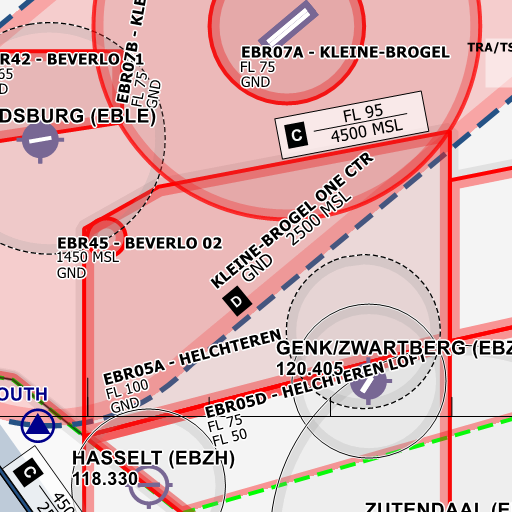 EBR07A - KLEINE-BROGEL
FL 75
GND
TRA/TS
R42 - BEVERLO 
65
EBR07B - KLE
FL 75
GND
DSBURG (EBLE)
C
FL 95
4500 MSL
KLEINE-BROGEL ONE CTR
GND 2500 MSL
D
EBR45 - BEVERLO 02
1450 MSL
GND
EBR05A - HELCHTEREN
FL 100
GND
GENK/ZWARTBERG (EBZ
120.405
EBR05D - HELCHTEREN LOFT
FL 75
FL 50
OUTH
HASSELT (EBZH)
118.330
C
450
25
ZUTENDAAL (E